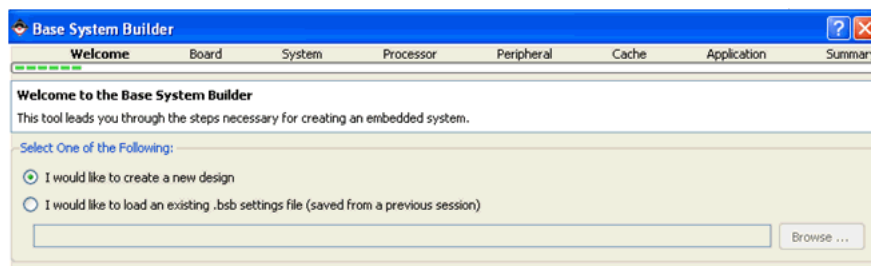 Base System Builder
Welcome Board System Processor Peripheral Cache Application Summary
Welcome to the Base System Builder
This tool leads you through the steps necessary for creating an embedded system.
Select One of the Following:
I would like to create a new design
I would like to load an existing .bsb settings file (saved from a previous session)
Browse ...